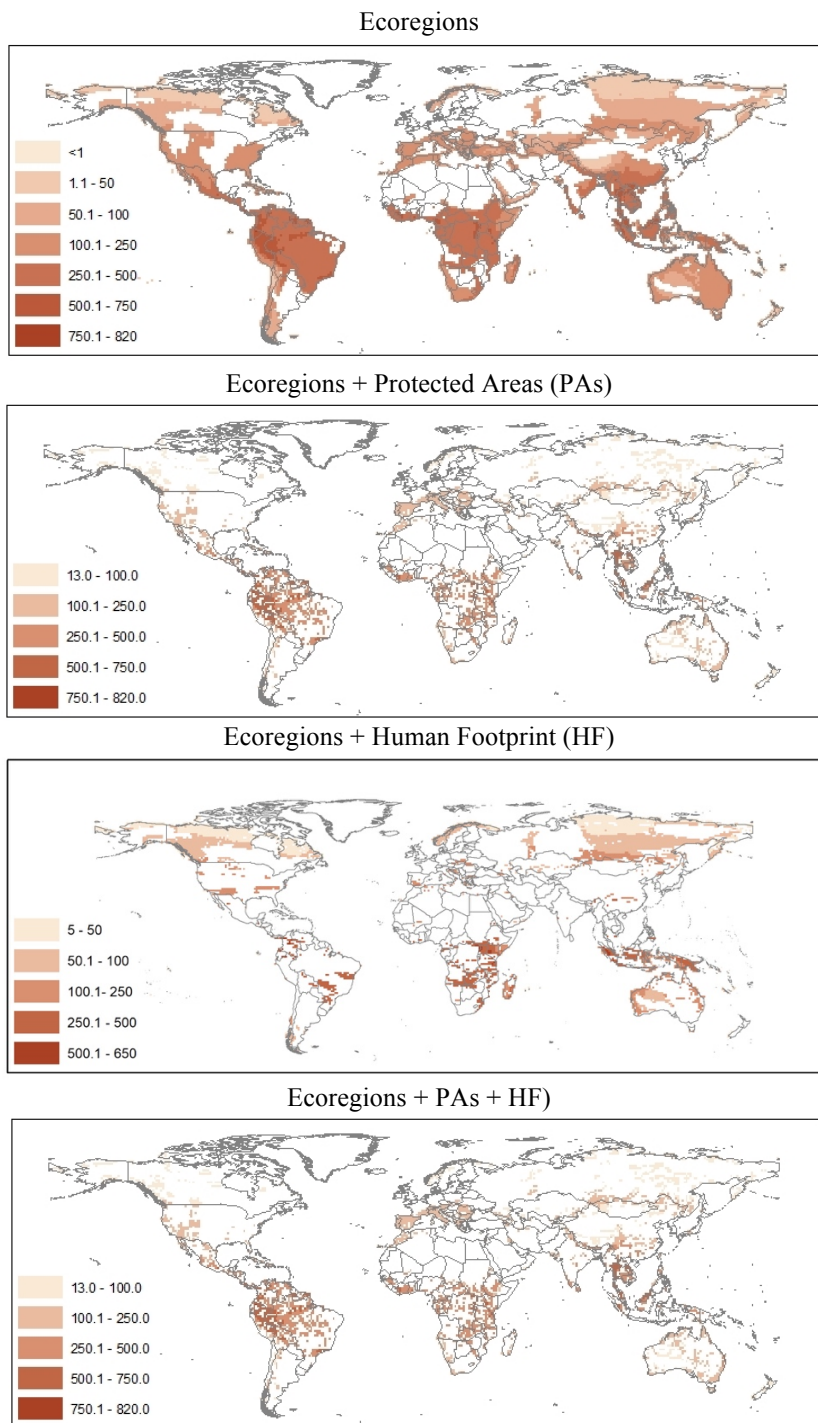 Ecoregions
<1
1.1 - 50
50.1 - 100
100.1 - 250
250.1 - 500
500.1 - 750
750.1 - 820
Ecoregions + Protected Areas (PAs)
13.0 - 100.0
100.1 - 250.0
250.1 - 500.0
500.1 - 750.0
750.1 - 820.0
Ecoregions + Human Footprint (HF)
5 - 50
50.1 - 100
100.1 - 250
250.1 - 500
500.1 - 650
Ecoregions + PAs + HF)
13.0 - 100.0
100.1 - 250.0
250.1 - 500.0
500.1 - 750.0
750.1 - 820.0